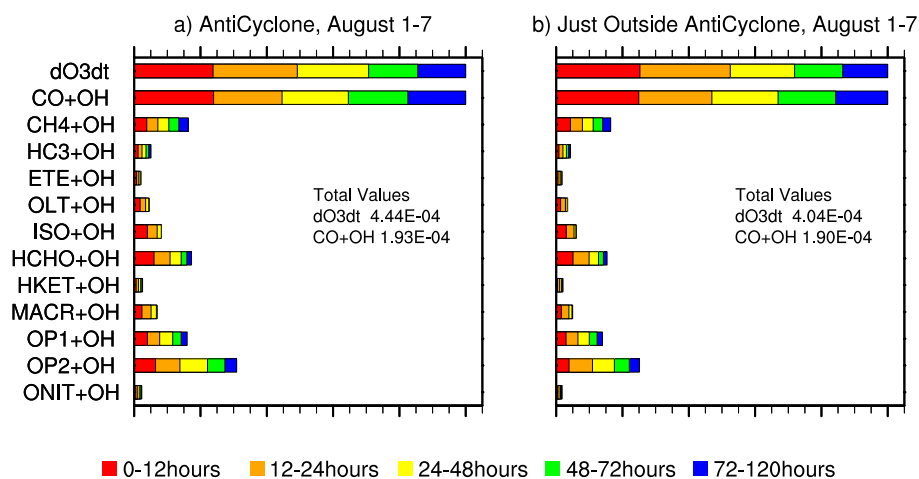 a) AntiCyclone, August 1-7
b) Just Outside AntiCyclone, August 1-7
dO3dt
CO+OH
CH4+OH
HC3+OH
ETE+OH
OLT+OH
ISO+OH
HCHO+OH
HKET+OH
MACR+OH
OP1+OH
OP2+OH
ONIT+OH
Total Values
dO3dt 4.44E-04
CO+OH 1.93E-04
Total Values
dO3dt 4.04E-04
CO+OH 1.90E-04
0-12hours 12-24hours 24-48hours 48-72hours 72-120hours